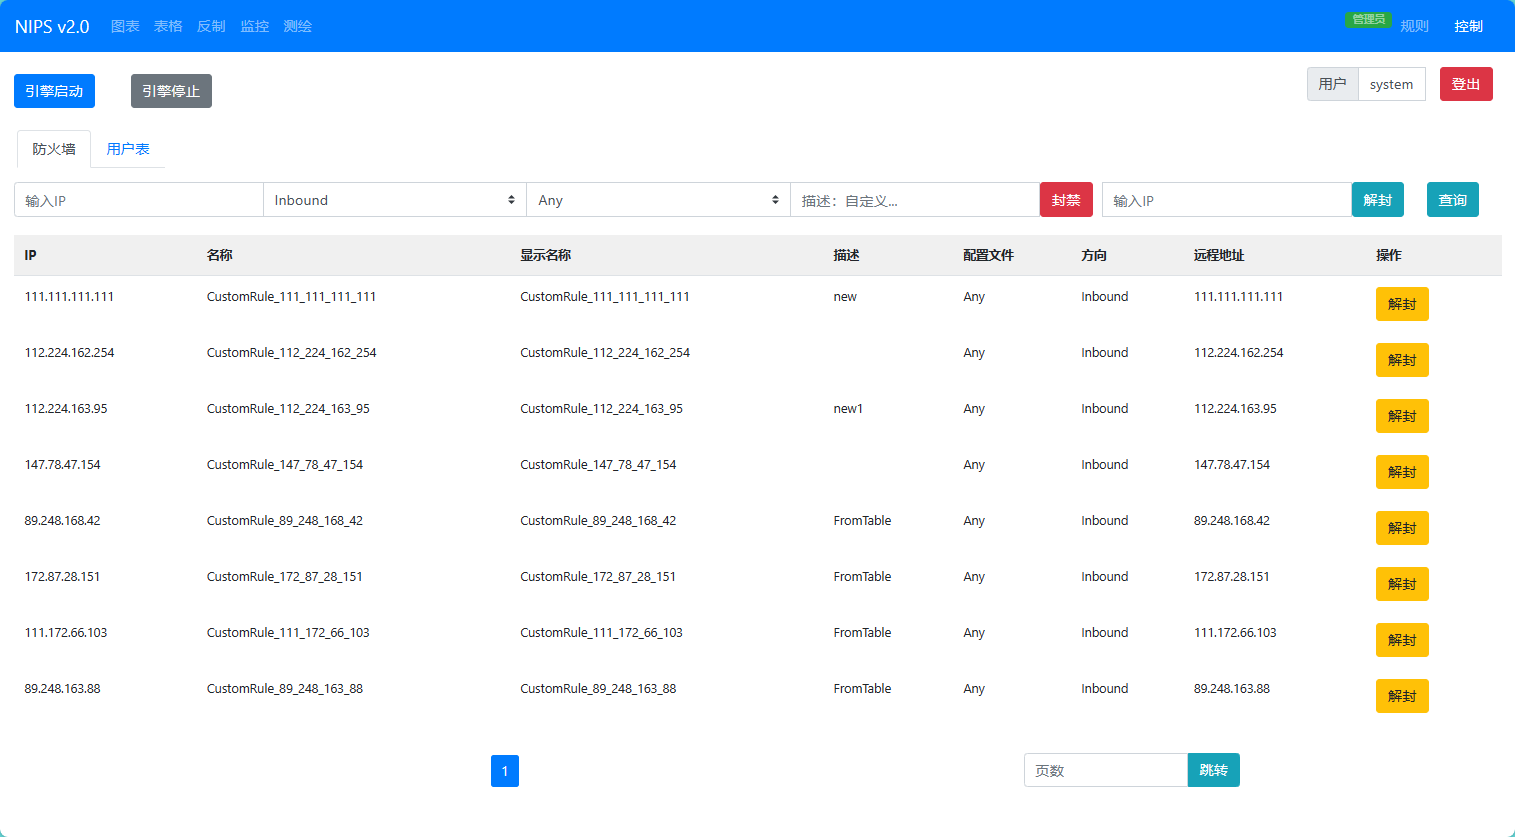 NIPS v2.0 图表 表格 反制 监控 测绘 管理员 规则 控制
引擎启动 引擎停止 用户 system 登出
防火墙 用户表
输入IP Inbound Any 描述：自定义... 封禁 输入IP 解封 查询
IP 名称 显示名称 描述 配置文件 方向 远程地址 操作
111.111.111.111 CustomRule_111_111_111_111 CustomRule_111_111_111_111 new Any Inbound 111.111.111.111 解封
112.224.162.254 CustomRule_112_224_162_254 CustomRule_112_224_162_254 Any Inbound 112.224.162.254 解封
112.224.163.95 CustomRule_112_224_163_95 CustomRule_112_224_163_95 new1 Any Inbound 112.224.163.95 解封
147.78.47.154 CustomRule_147_78_47_154 CustomRule_147_78_47_154 Any Inbound 147.78.47.154 解封
89.248.168.42 CustomRule_89_248_168_42 CustomRule_89_248_168_42 FromTable Any Inbound 89.248.168.42 解封
172.87.28.151 CustomRule_172_87_28_151 CustomRule_172_87_28_151 FromTable Any Inbound 172.87.28.151 解封
111.172.66.103 CustomRule_111_172_66_103 CustomRule_111_172_66_103 FromTable Any Inbound 111.172.66.103 解封
89.248.163.88 CustomRule_89_248_163_88 CustomRule_89_248_163_88 FromTable Any Inbound 89.248.163.88 解封
1 页数 跳转